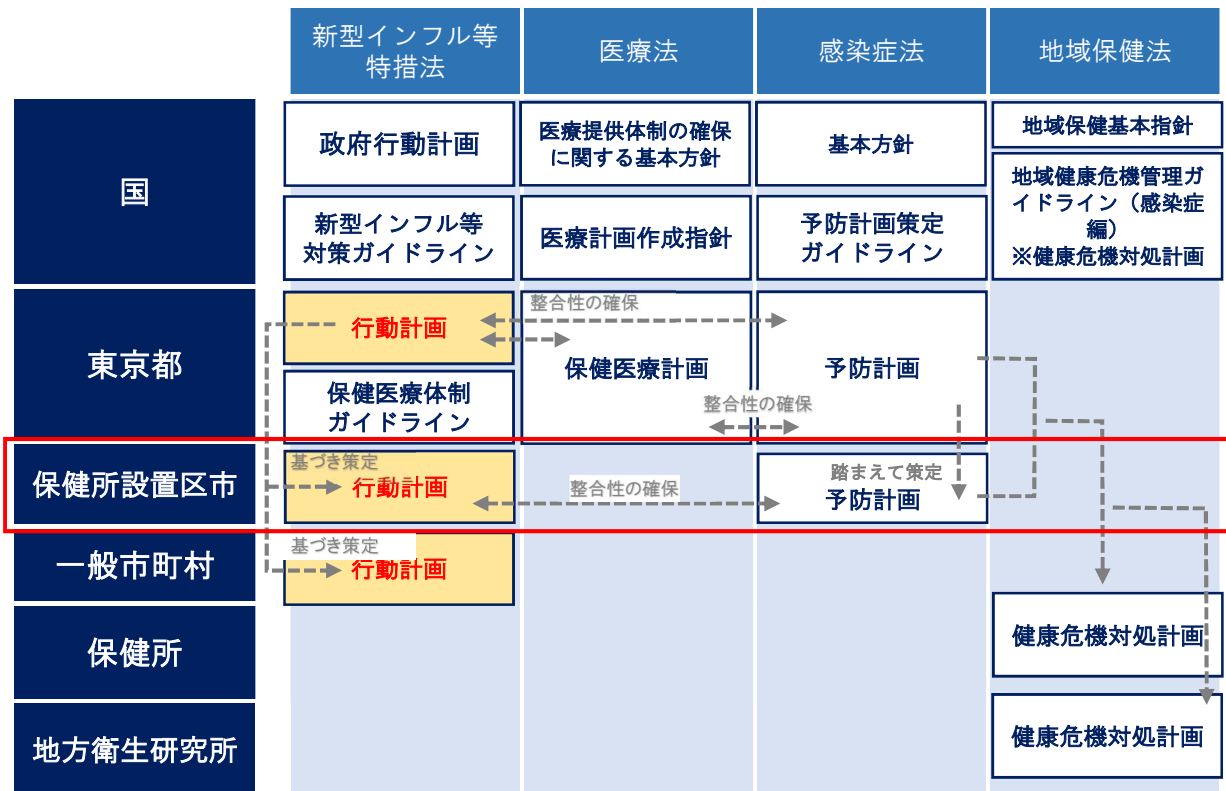 新型インフル等
特措法
医療法
感染症法
地域保健法
国
政府行動計画
医療提供体制の確保
に関する基本方針
基本方針
地域保健基本指針
新型インフル等
対策ガイドライン
医療計画作成指針
予防計画策定
ガイドライン
地域健康危機管理ガ
イドライン（感染症
編）
※健康危機対処計画
東京都
行動計画
整合性の確保
保健医療計画
予防計画
保健医療体制
ガイドライン
整合性の確保
保健所設置区市
基づき策定
行動計画
整合性の確保
踏まえて策定
予防計画
一般市町村
基づき策定
行動計画
保健所
健康危機対処計画
地方衛生研究所
健康危機対処計画